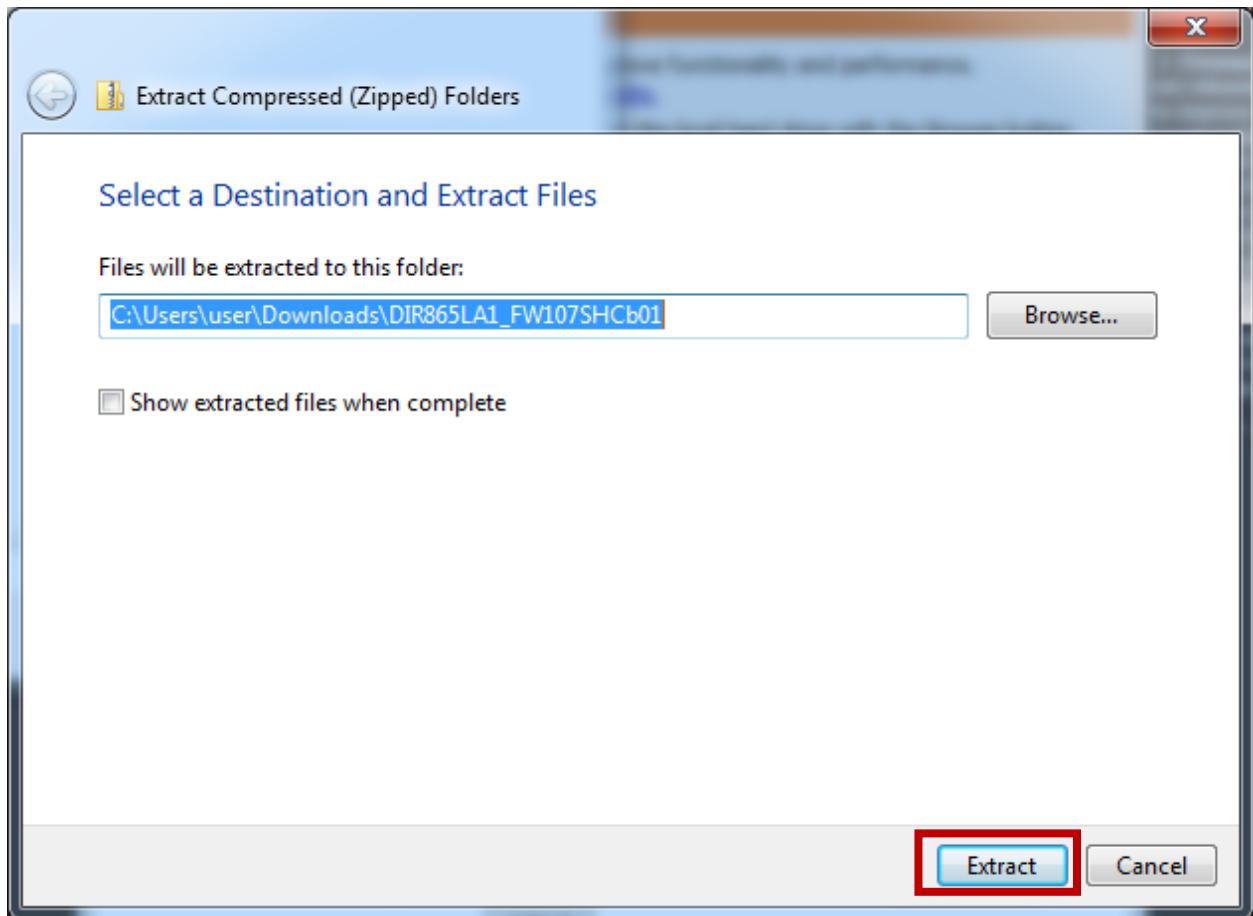 Extract Compressed (Zipped) Folders
Select a Destination and Extract Files
Files will be extracted to this folder:
C:\Users\user\Downloads\DIR865LA1_FW107SHCb01
Browse...
Show extracted files when complete
Extract
Cancel